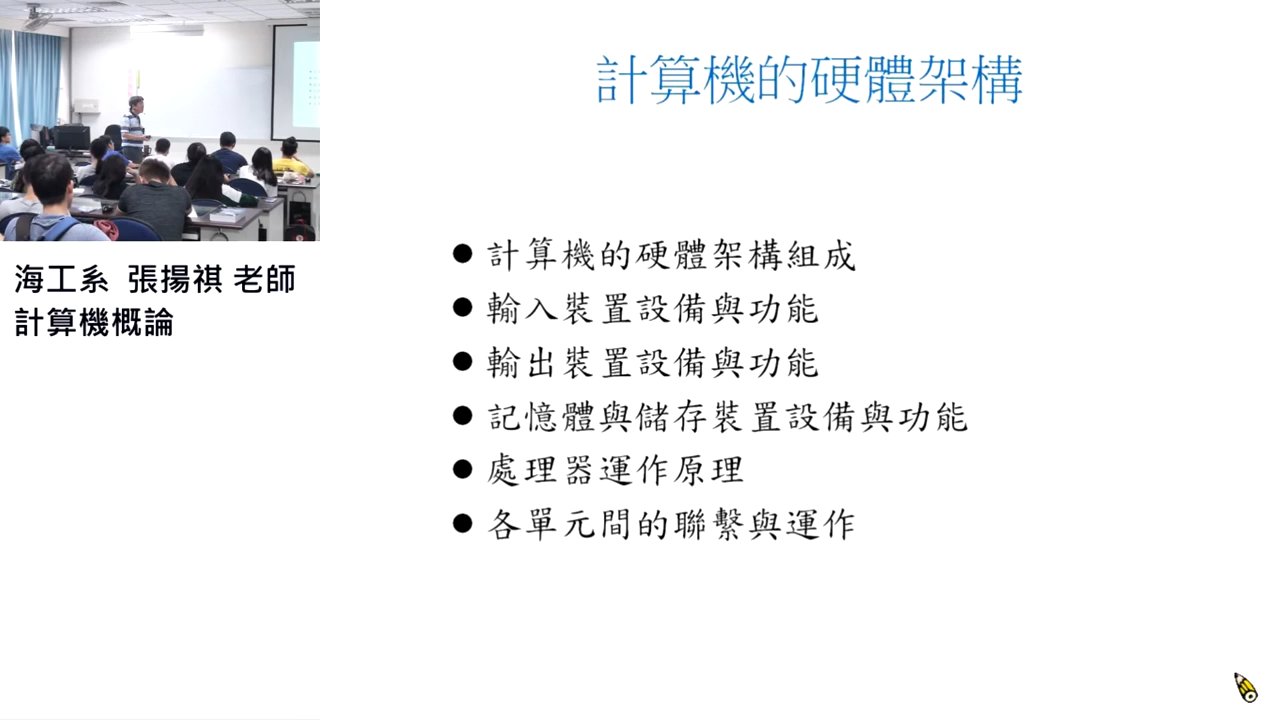 計算機的硬體架構
計算機的硬體架構組成
輸入裝置設備與功能
輸出裝置設備與功能
記憶體與儲存裝置設備與功能
處理器運作原理
各單元間的聯繫與運作
海工系 張揚祺 老師
計算機概論